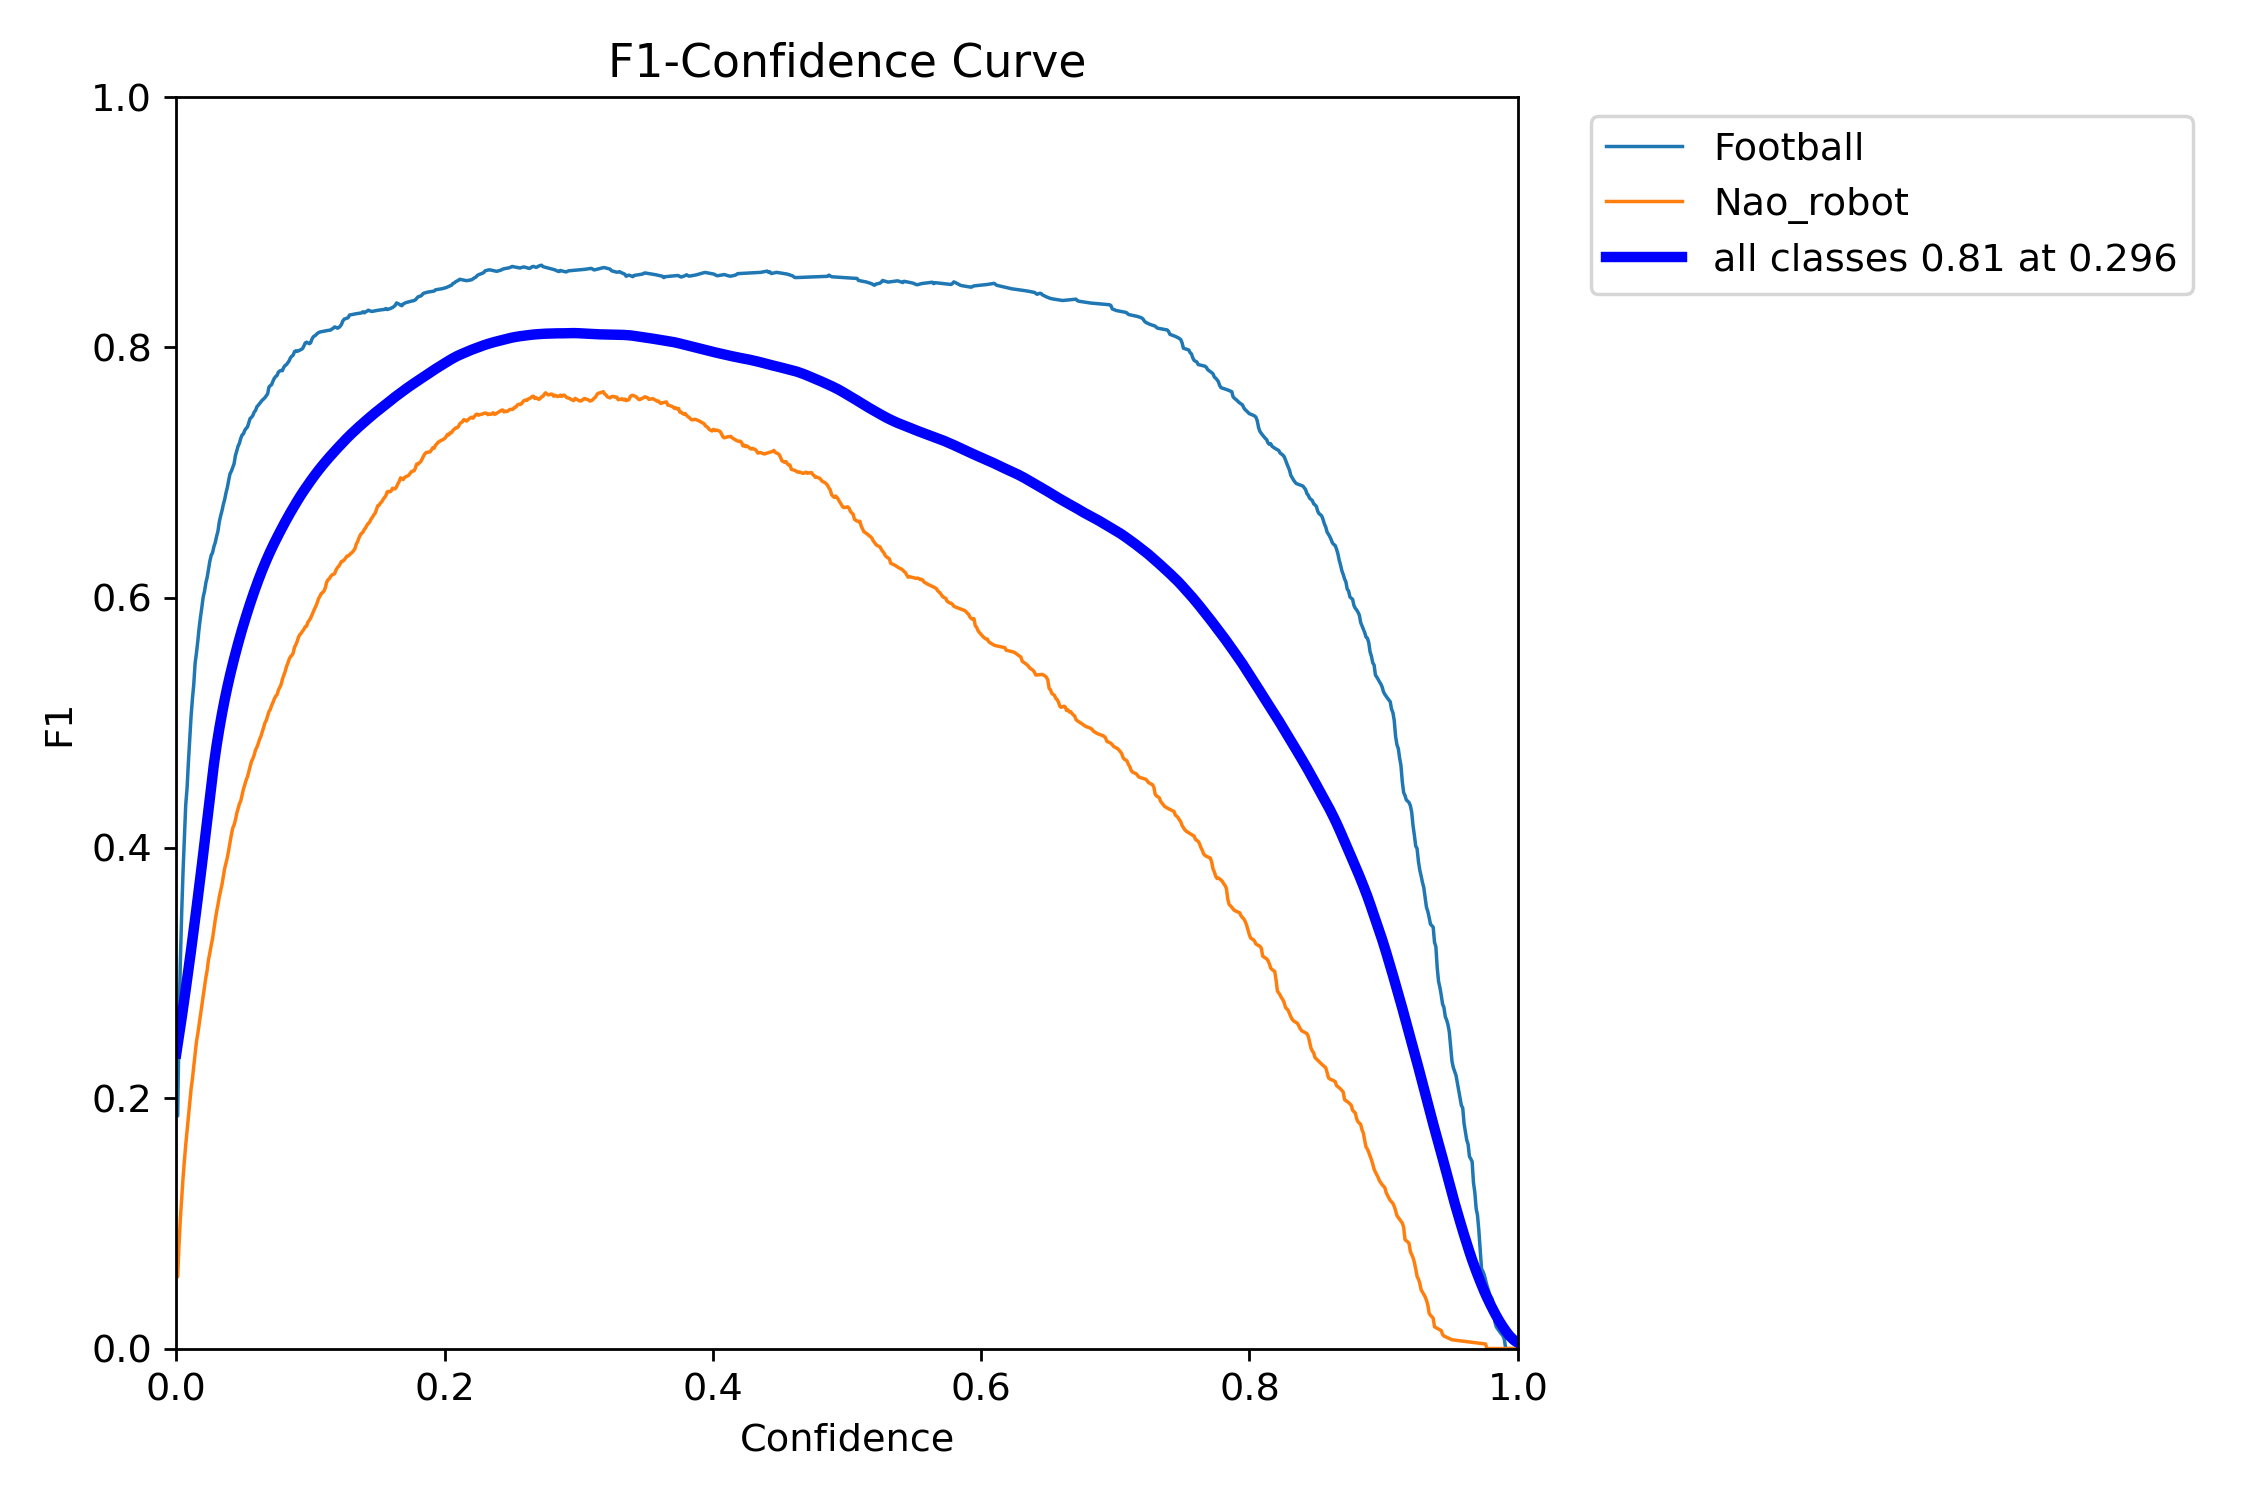 F1-Confidence Curve
1.0
0.8
0.6
0.4
0.2
0.0
F1
0.0 0.2 0.4 0.6 0.8 1.0
Confidence
Football
Nao_robot
all classes 0.81 at 0.296